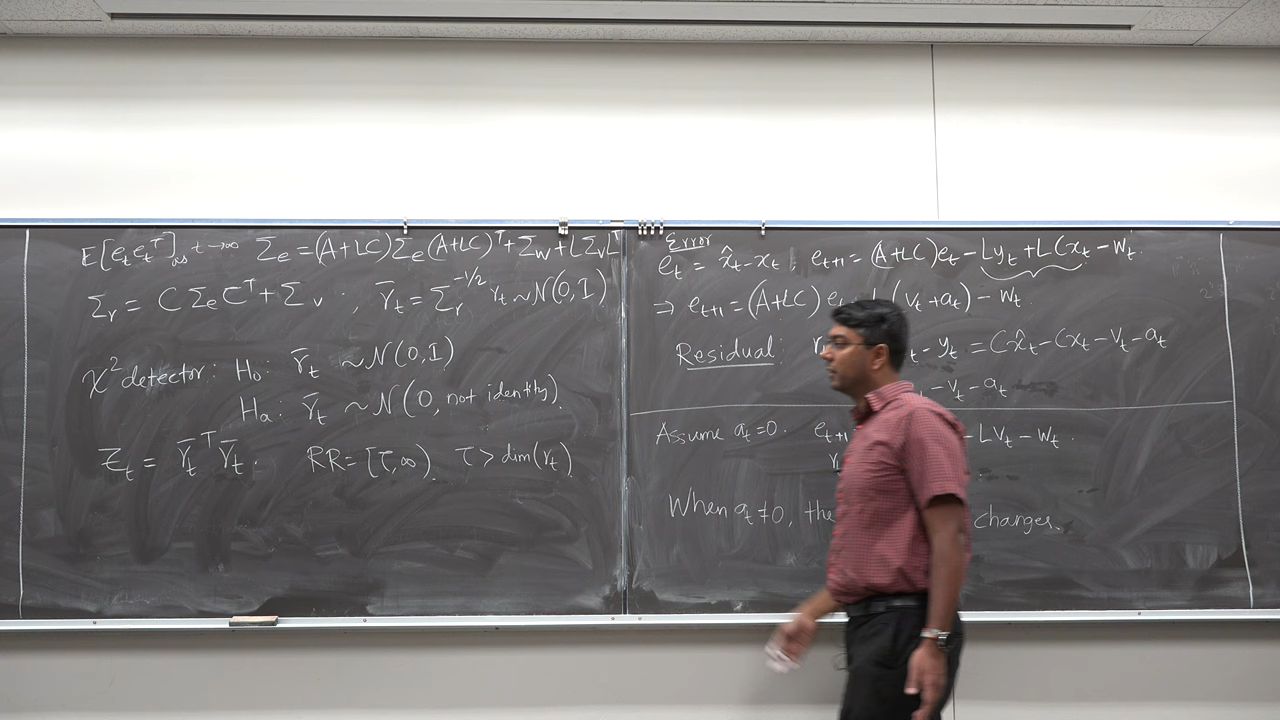 E[e_t e_t^T] as t→∞ Σ_e = (A+LC)Σ_e(A+LC)^T + Σ_w + LΣ_vL^T
Σ_r = CΣ_eC^T + Σ_v , r̄_t = Σ_r^{-1/2} r_t ~ N(0, I)
χ² detector: H_0: r̄_t ~ N(0, I)
H_a: r̄_t ~ N(0, not identity).
z_t = r̄_t^T r̄_t. RR = [τ, ∞). τ > dim(r_t)
Error
e_t = x̂_t - x_t, e_{t+1} = (A+LC)e_t - Ly_t + LCx_t - w_t.
⇒ e_{t+1} = (A+LC)e (v_t + a_t) - w_t.
Residual: t - y_t = Cx̂_t - Cx_t - v_t - a_t
- v_t - a_t
Assume a_t = 0. e_{t+1} - Lv_t - w_t.
When a_t ≠ 0, the changes.